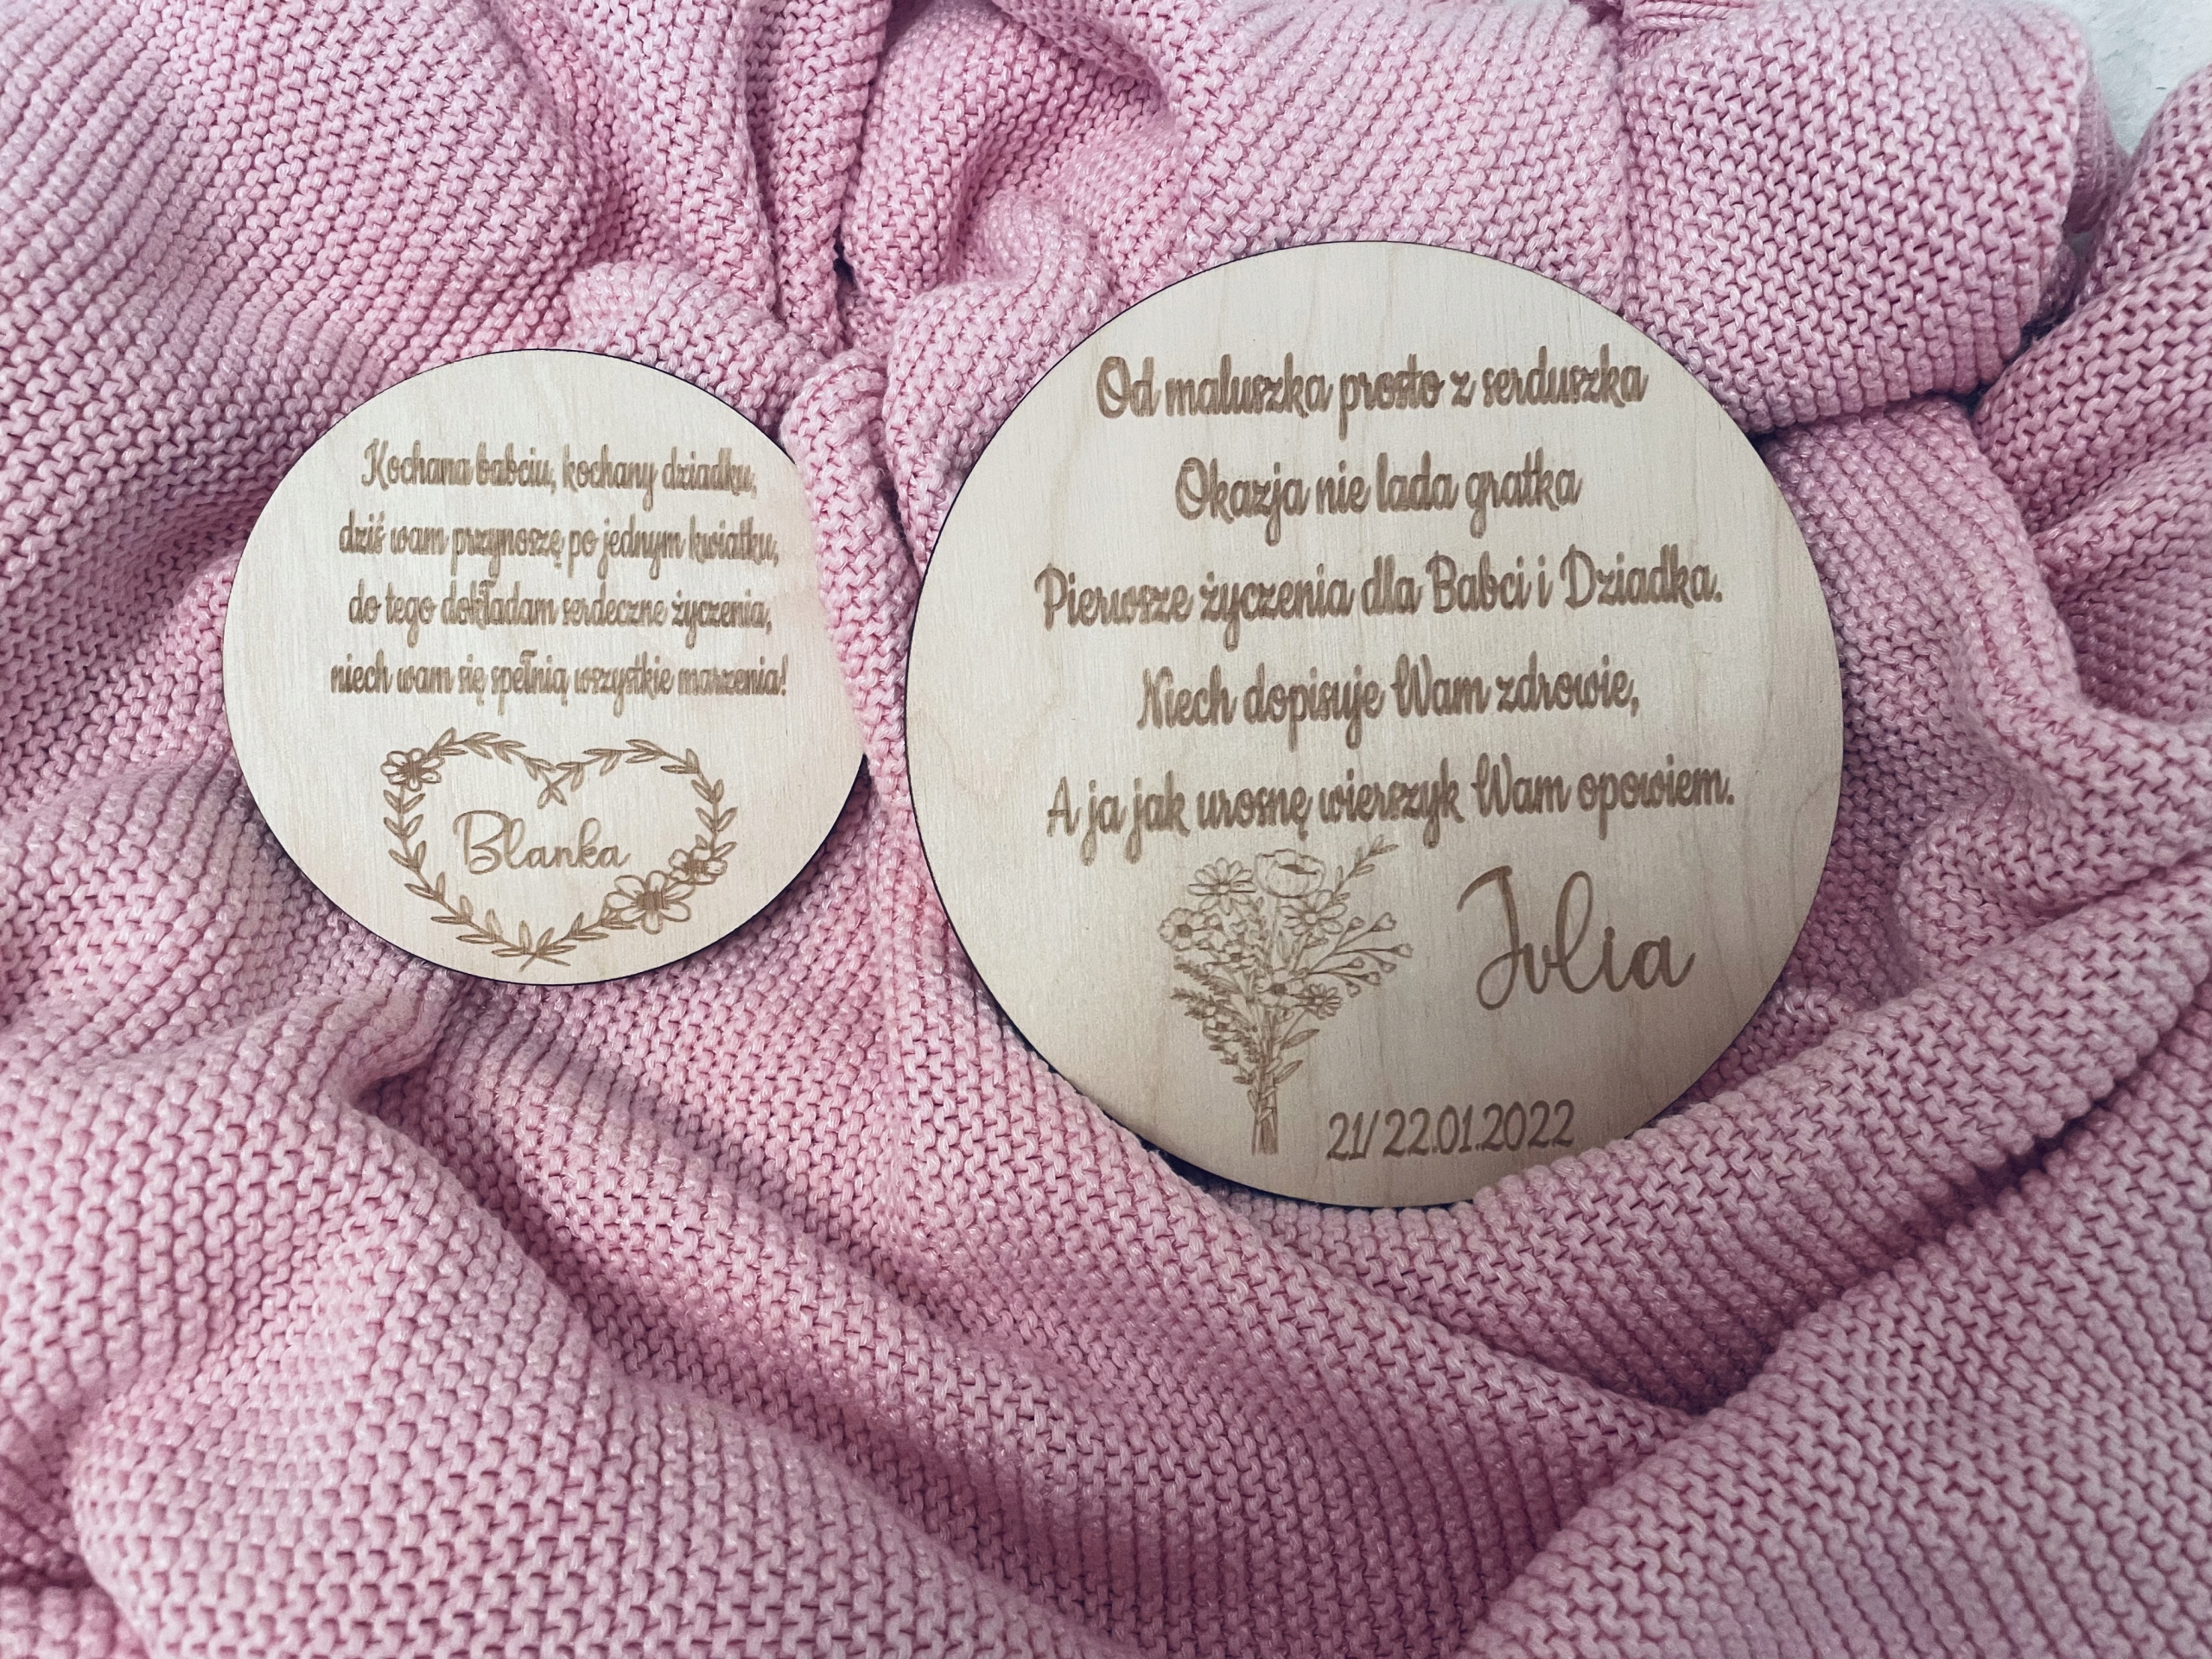 Kochana babciu, kochany dziadku,
dziś wam przynoszę po jednym kwiatku,
do tego dokładam serdeczne życzenia,
niech wam się spełnią wszystkie marzenia!
Blanka
Od maluszka prosto z serduszka
Okazja nie lada gratka
Pierwsze życzenia dla Babci i Dziadka.
Niech dopisuje Wam zdrowie,
A ja jak urosnę wierszyk Wam opowiem.
Julia
21/22.01.2022